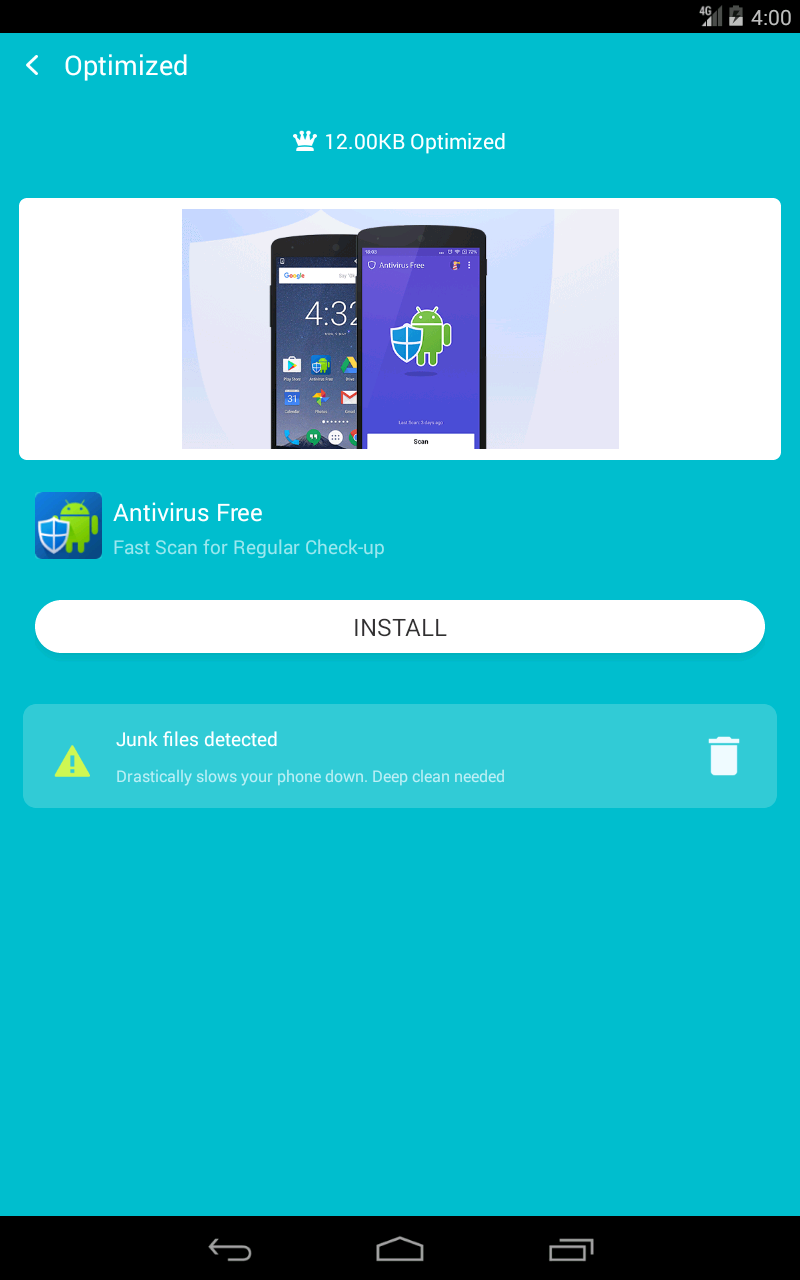 4G 4:00
Optimized
12.00KB Optimized
Antivirus Free
Google
4:32
Play Store Antivirus Free Drive
31
Calendar Photos Gmail
Last Scan: 3 days ago
Scan
Antivirus Free
Fast Scan for Regular Check-up
INSTALL
Junk files detected
Drastically slows your phone down. Deep clean needed